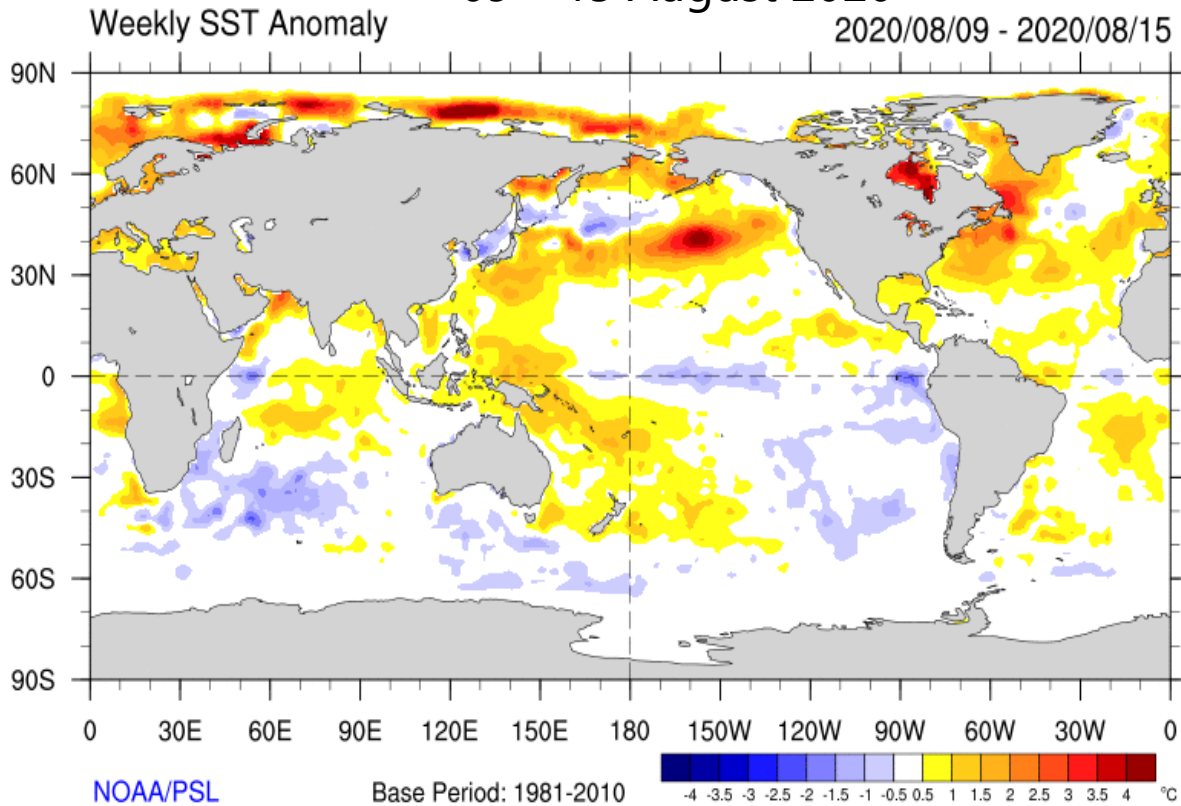 Weekly SST Anomaly
2020/08/09 - 2020/08/15
90N
60N
30N
0
30S
60S
90S
0 30E 60E 90E 120E 150E 180 150W 120W 90W 60W 30W 0
-4 -3.5 -3 -2.5 -2 -1.5 -1 -0.5 0.5 1 1.5 2 2.5 3 3.5 4 °C
NOAA/PSL
Base Period: 1981-2010